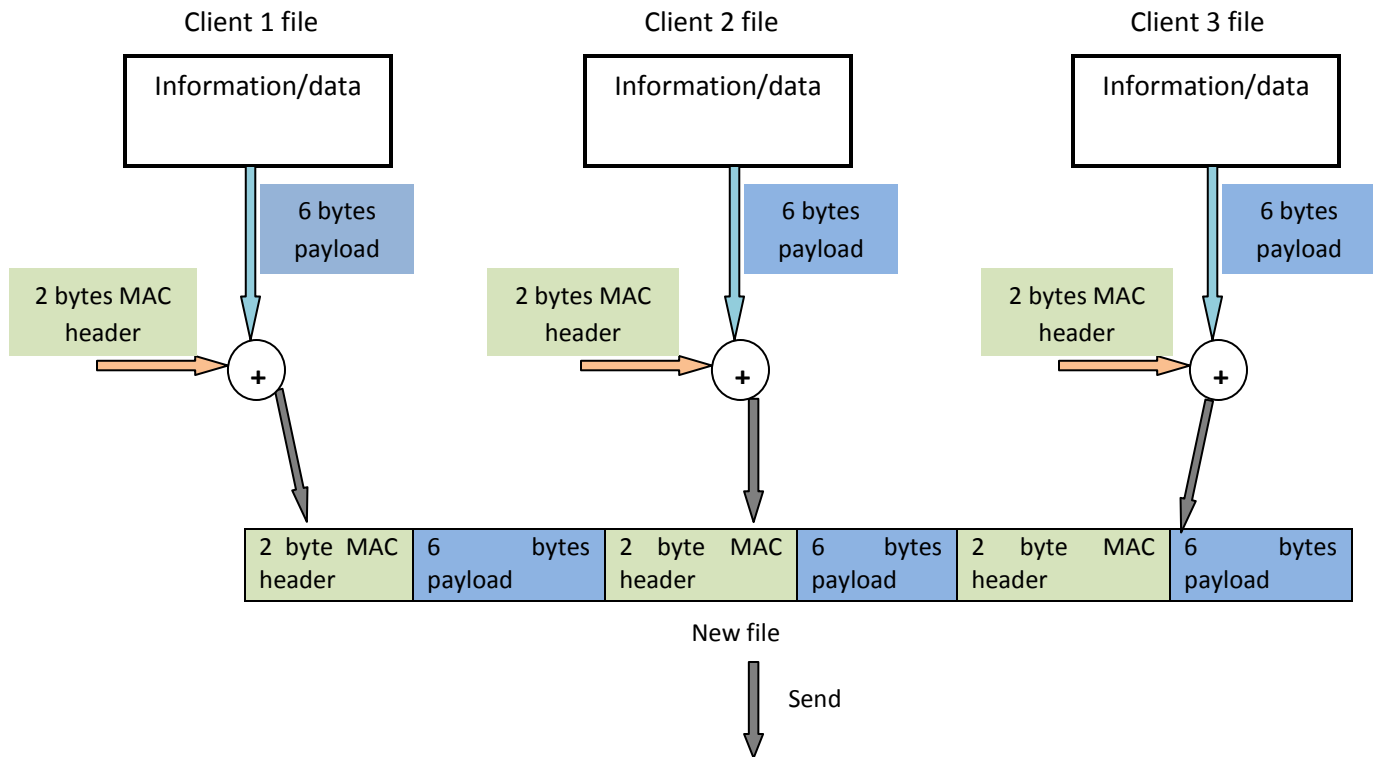 Client 1 file
Client 2 file
Client 3 file
Information/data
Information/data
Information/data
6 bytes
payload
6 bytes
payload
6 bytes
payload
2 bytes MAC
header
2 bytes MAC
header
2 bytes MAC
header
+
+
+
2 byte MAC
header
6 bytes
payload
2 byte MAC
header
6 bytes
payload
2 byte MAC
header
6 bytes
payload
New file
Send